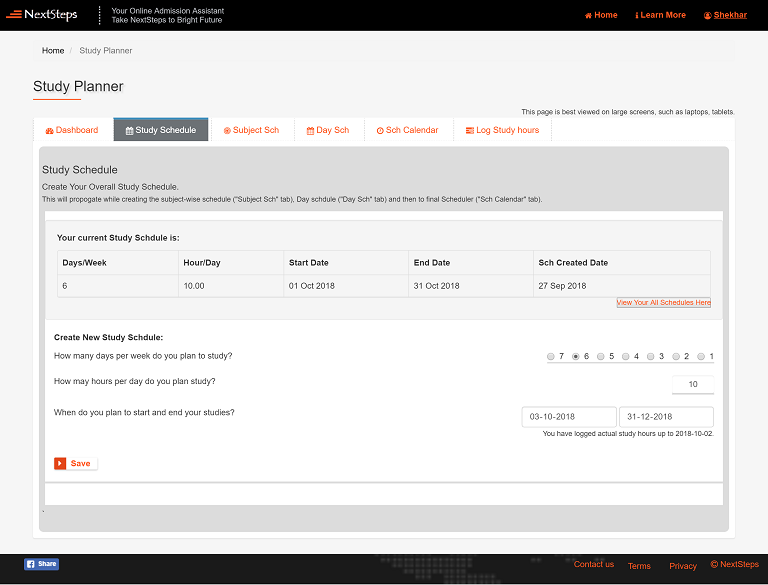 NextSteps
Your Online Admission Assistant
Take NextSteps to Bright Future
Home
Learn More
Shekhar
Home / Study Planner
Study Planner
This page is best viewed on large screens, such as laptops, tablets.
Dashboard
Study Schedule
Subject Sch
Day Sch
Sch Calendar
Log Study hours
Study Schedule
Create Your Overall Study Schedule.
This will propogate while creating the subject-wise schedule ("Subject Sch" tab), Day schdule ("Day Sch" tab) and then to final Scheduler ("Sch Calendar" tab).
Your current Study Schdule is:
Days/Week Hour/Day Start Date End Date Sch Created Date
6 10.00 01 Oct 2018 31 Oct 2018 27 Sep 2018
View Your All Schedules Here
Create New Study Schdule:
How many days per week do you plan to study?
7 6 5 4 3 2 1
How may hours per day do you plan study?
10
When do you plan to start and end your studies?
03-10-2018 31-12-2018
You have logged actual study hours up to 2018-10-02.
Save
Share
Contact us
Terms
Privacy
© NextSteps